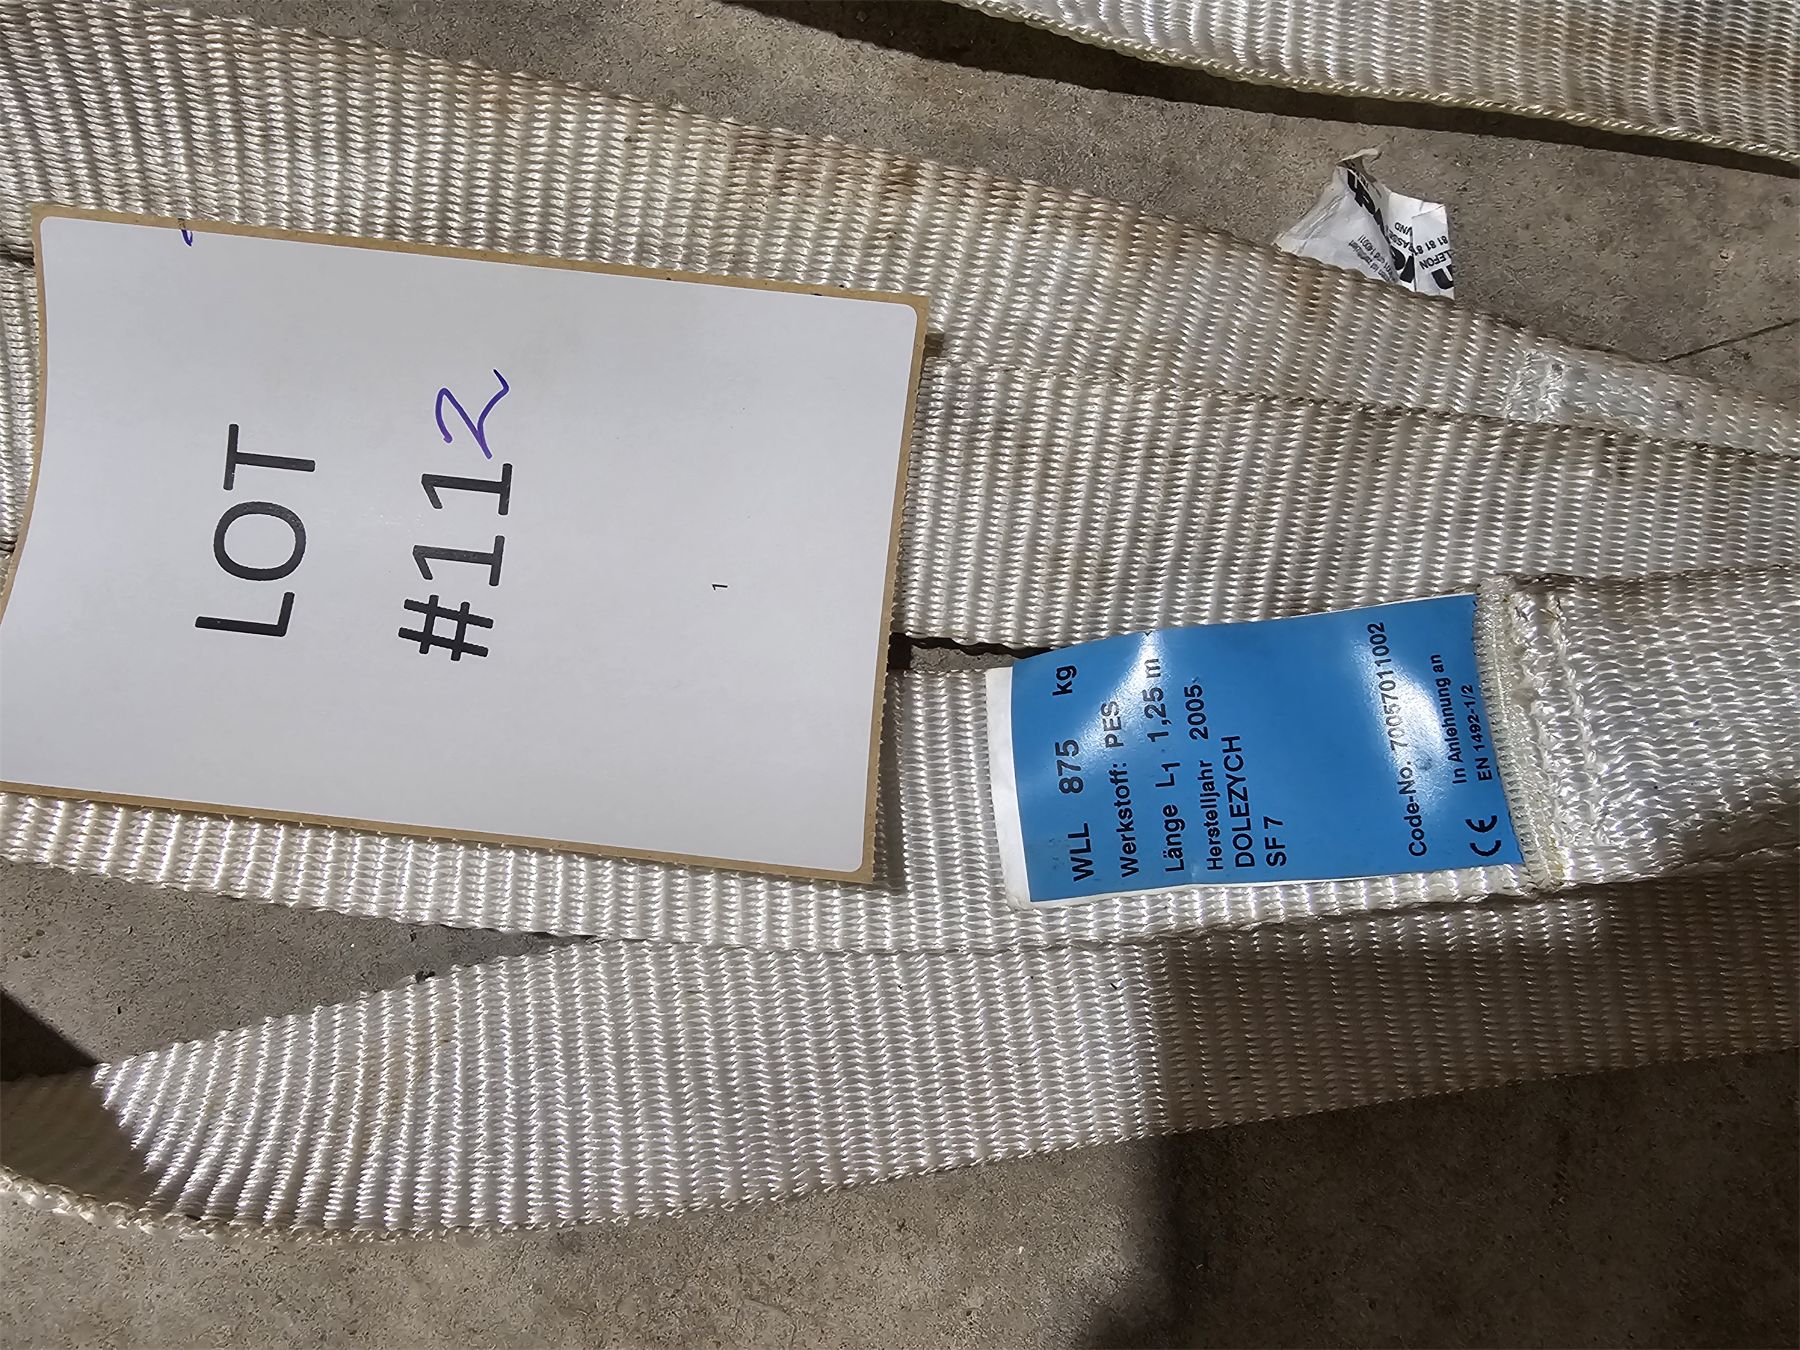 LOT
#112
1
WLL 875 kg
Werkstoff: PES
Länge L1 1,25 m
Herstelljahr 2005
DOLEZYCH
SF 7
Code-No. 70057011002
In Anlehnung an
CE EN 1492-1/2